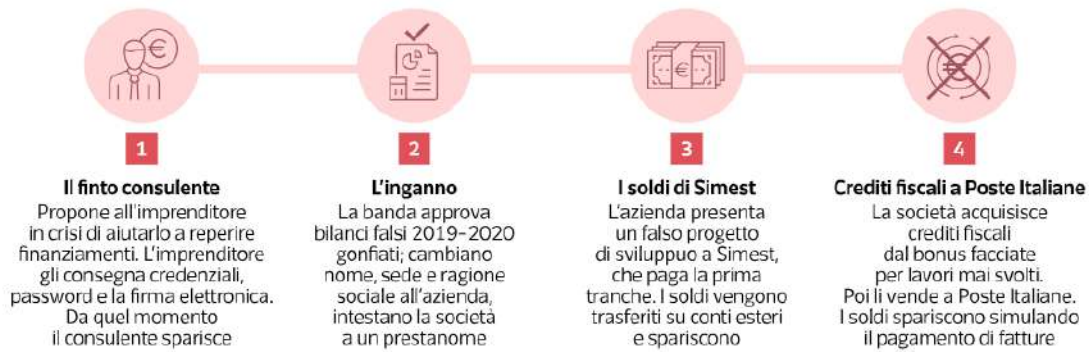 1
Il finto consulente
Propone all'imprenditore
in crisi di aiutarlo a reperire
finanziamenti. L'imprenditore
gli consegna credenziali,
password e la firma elettronica.
Da quel momento
il consulente sparisce
2
L'inganno
La banda approva
bilanci falsi 2019-2020
gonfiati; cambiano
nome, sede e ragione
sociale all'azienda,
intestano la società
a un prestanome
3
I soldi di Simest
L'azienda presenta
un falso progetto
di sviluppuo a Simest,
che paga la prima
tranche. I soldi vengono
trasferiti su conti esteri
e spariscono
4
Crediti fiscali a Poste Italiane
La società acquisisce
crediti fiscali
dal bonus facciate
per lavori mai svolti.
Poi li vende a Poste Italiane.
I soldi spariscono simulando
il pagamento di fatture